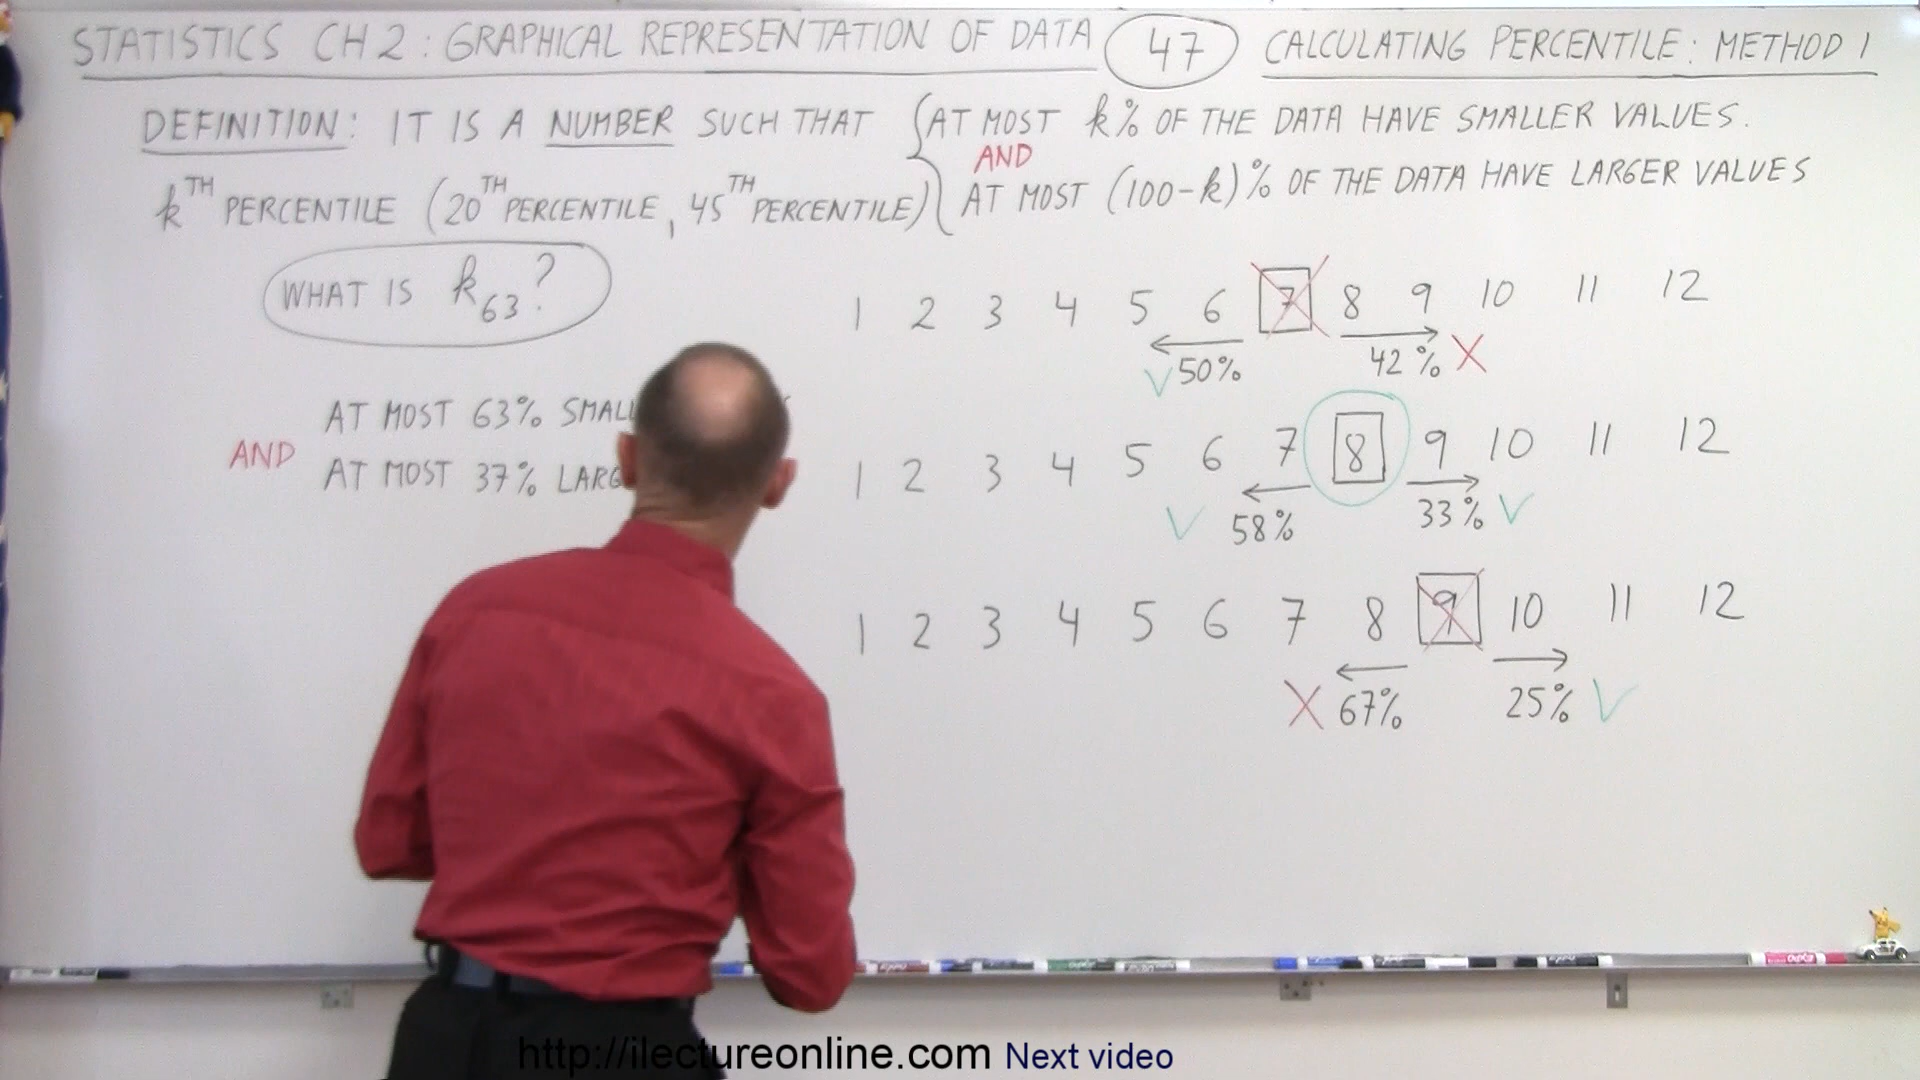 STATISTICS CH 2 : GRAPHICAL REPRESENTATION OF DATA 47 CALCULATING PERCENTILE: METHOD 1
DEFINITION: IT IS A NUMBER SUCH THAT { AT MOST k% OF THE DATA HAVE SMALLER VALUES.
AND
kTH PERCENTILE (20TH PERCENTILE, 45TH PERCENTILE) AT MOST (100-k)% OF THE DATA HAVE LARGER VALUES
WHAT IS k63?
1 2 3 4 5 6 7 8 9 10 11 12
✓ 50% 42% X
AT MOST 63%
AND
AT MOST 37%
1 2 3 4 5 6 7 8 9 10 11 12
✓ 58% 33% ✓
1 2 3 4 5 6 7 8 9 10 11 12
X 67% 25% ✓
http://ilectureonline.com Next video